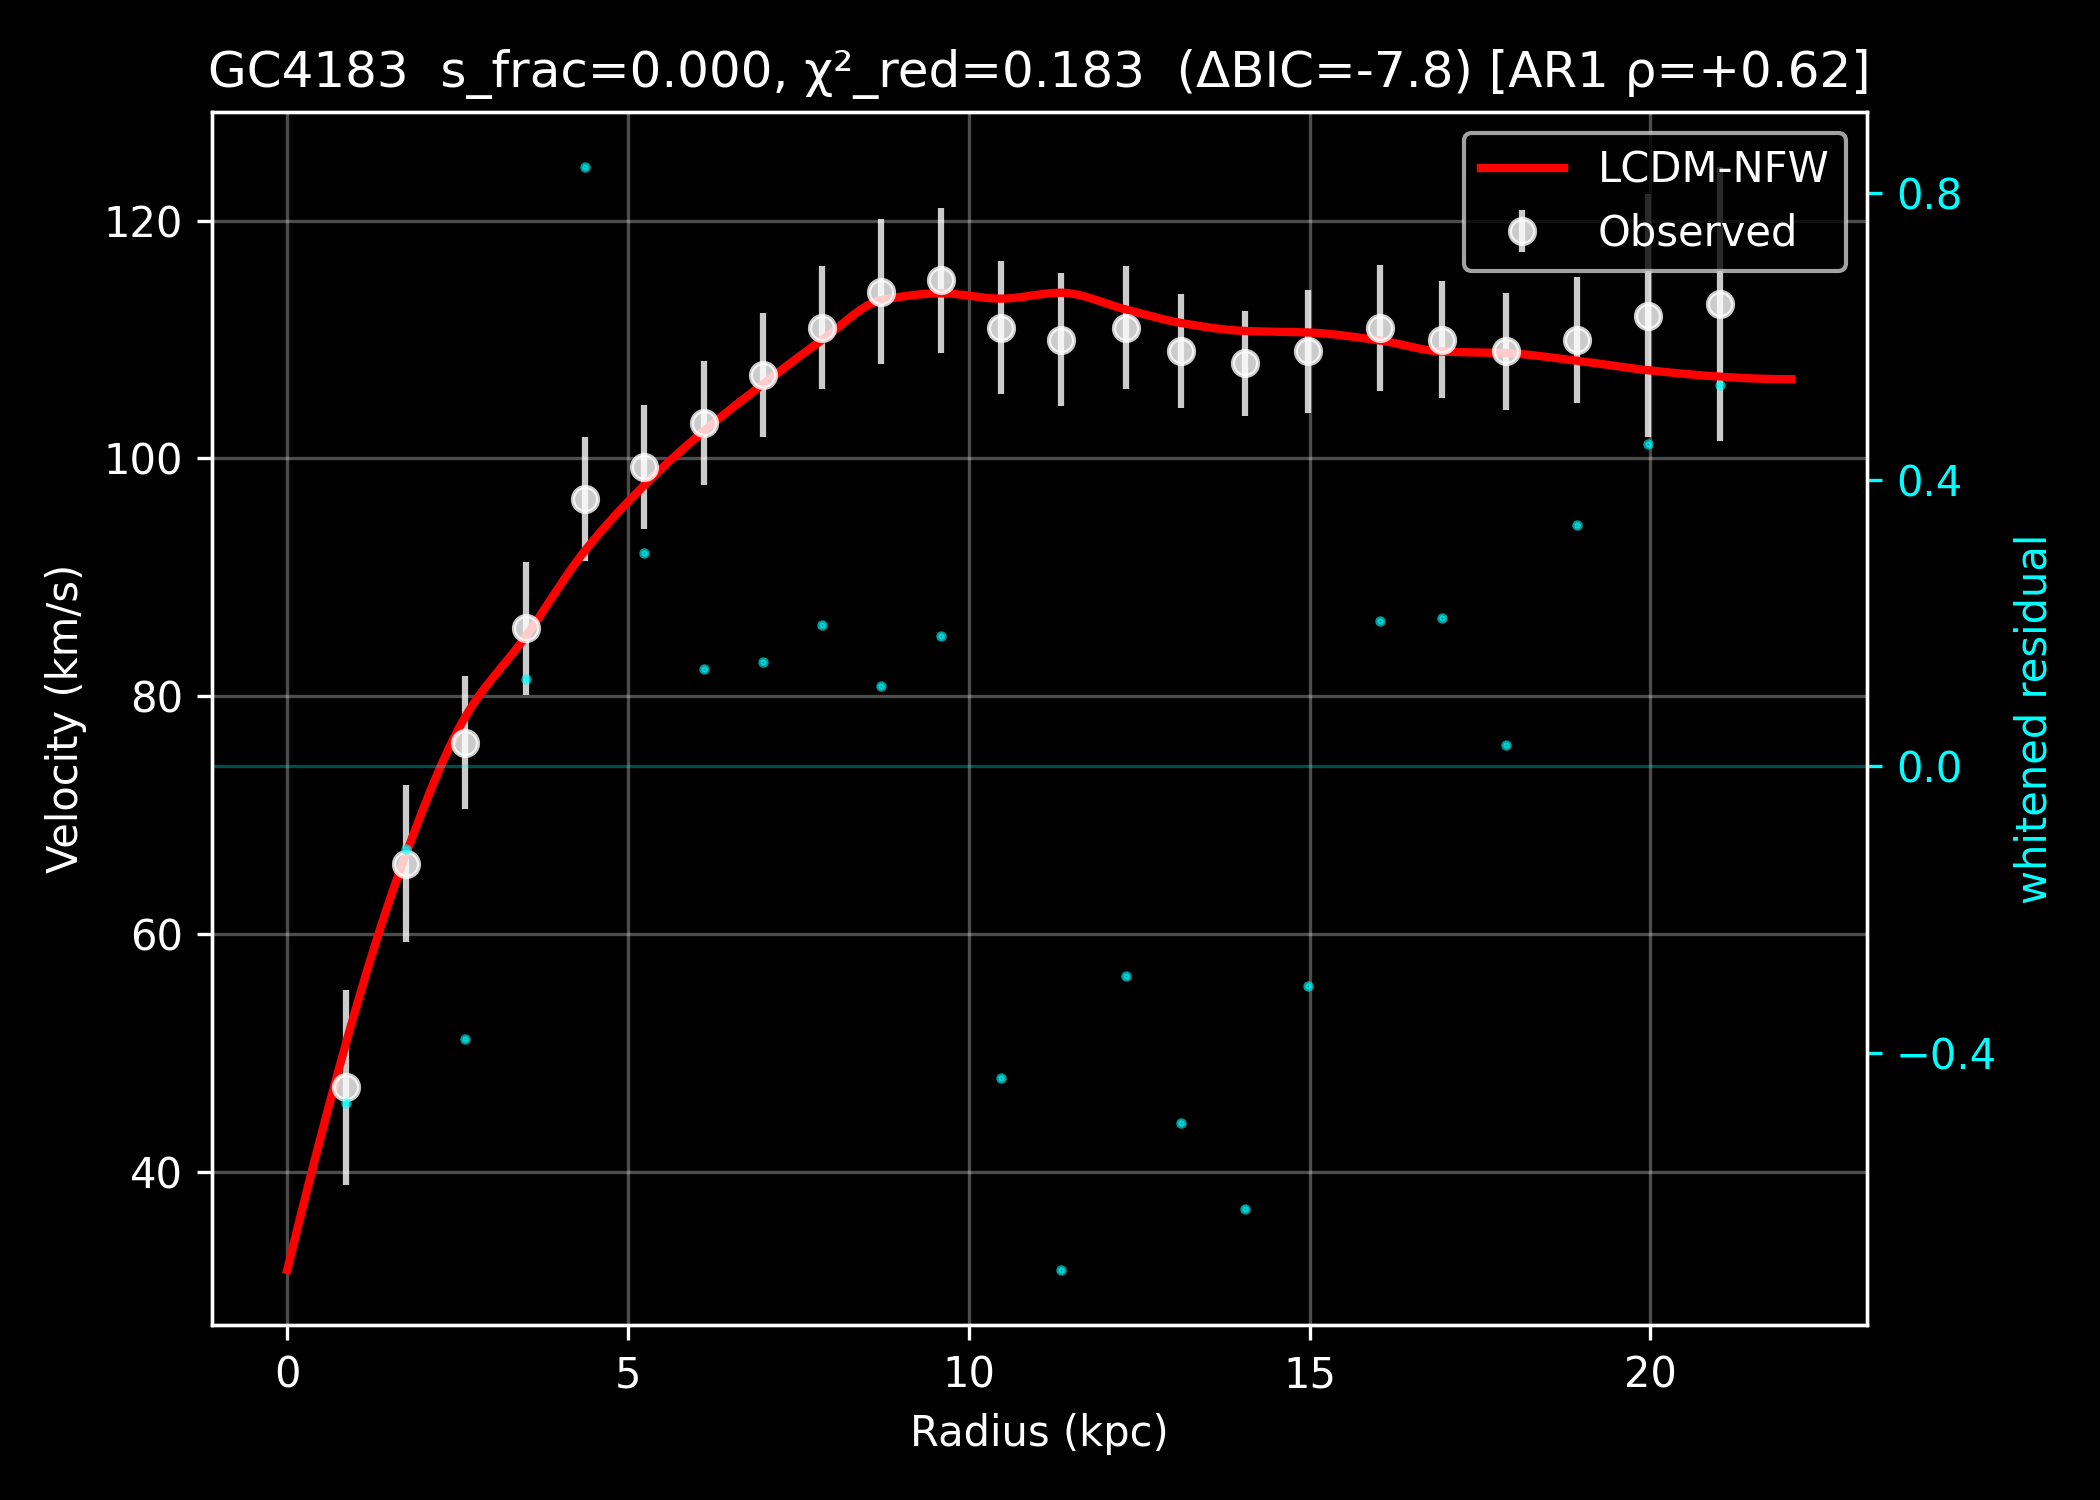 GC4183 s_frac=0.000, χ²_red=0.183 (ΔBIC=-7.8) [AR1 ρ=+0.62]
LCDM-NFW
Observed
120
100
80
60
40
Velocity (km/s)
0.8
0.4
0.0
−0.4
whitened residual
0 5 10 15 20
Radius (kpc)